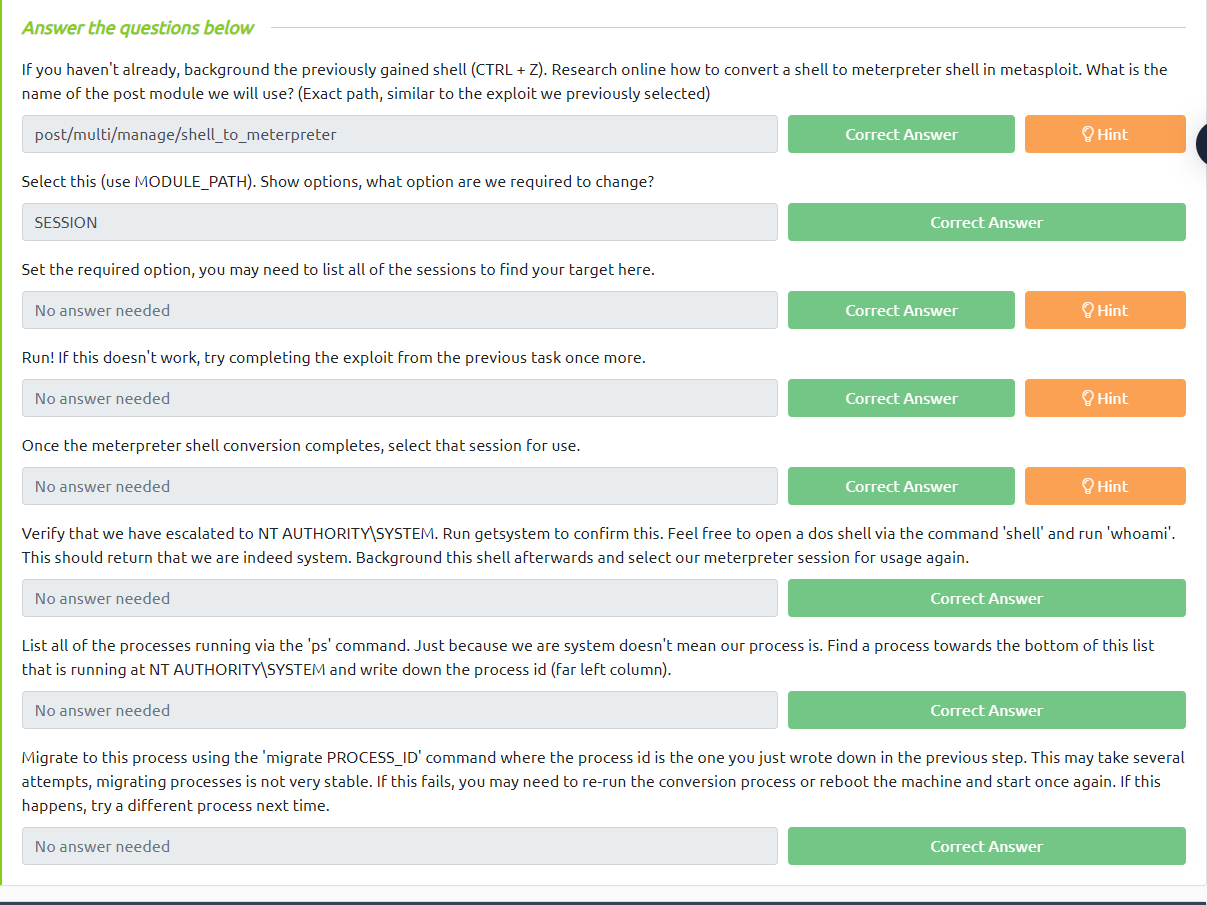 Answer the questions below
If you haven't already, background the previously gained shell (CTRL + Z). Research online how to convert a shell to meterpreter shell in metasploit. What is the
name of the post module we will use? (Exact path, similar to the exploit we previously selected)
post/multi/manage/shell_to_meterpreter
Correct Answer
Hint
Select this (use MODULE_PATH). Show options, what option are we required to change?
SESSION
Correct Answer
Set the required option, you may need to list all of the sessions to find your target here.
No answer needed
Correct Answer
Hint
Run! If this doesn't work, try completing the exploit from the previous task once more.
No answer needed
Correct Answer
Hint
Once the meterpreter shell conversion completes, select that session for use.
No answer needed
Correct Answer
Hint
Verify that we have escalated to NT AUTHORITY\SYSTEM. Run getsystem to confirm this. Feel free to open a dos shell via the command 'shell' and run 'whoami'.
This should return that we are indeed system. Background this shell afterwards and select our meterpreter session for usage again.
No answer needed
Correct Answer
List all of the processes running via the 'ps' command. Just because we are system doesn't mean our process is. Find a process towards the bottom of this list
that is running at NT AUTHORITY\SYSTEM and write down the process id (far left column).
No answer needed
Correct Answer
Migrate to this process using the 'migrate PROCESS_ID' command where the process id is the one you just wrote down in the previous step. This may take several
attempts, migrating processes is not very stable. If this fails, you may need to re-run the conversion process or reboot the machine and start once again. If this
happens, try a different process next time.
No answer needed
Correct Answer